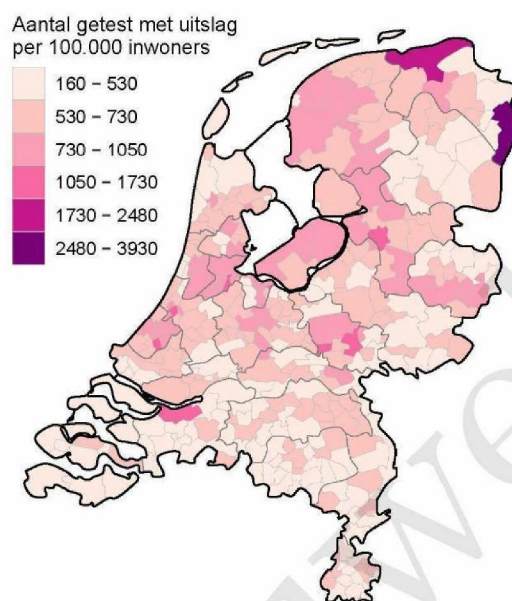 Aantal getest met uitslag
per 100.000 inwoners
160 – 530
530 – 730
730 – 1050
1050 – 1730
1730 – 2480
2480 – 3930